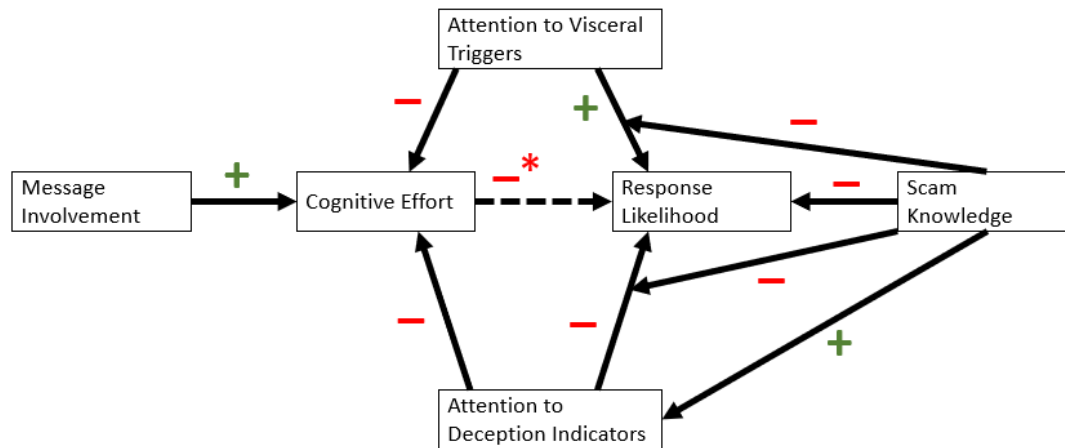 Attention to Visceral
Triggers
−
+
−
+
−*
−
Message
Involvement
Cognitive Effort
Response
Likelihood
Scam
Knowledge
−
−
−
+
Attention to
Deception Indicators